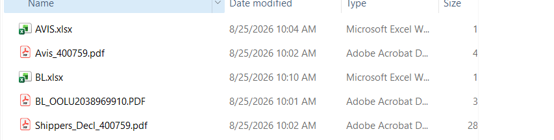 Name Date modified Type Size
AVIS.xlsx 8/25/2026 10:04 AM Microsoft Excel W... 1
Avis_400759.pdf 8/25/2026 10:02 AM Adobe Acrobat D... 4
BL.xlsx 8/25/2026 10:10 AM Microsoft Excel W... 1
BL_OOLU2038969910.PDF 8/25/2026 10:01 AM Adobe Acrobat D... 3
Shippers_Decl_400759.pdf 8/25/2026 10:02 AM Adobe Acrobat D... 28